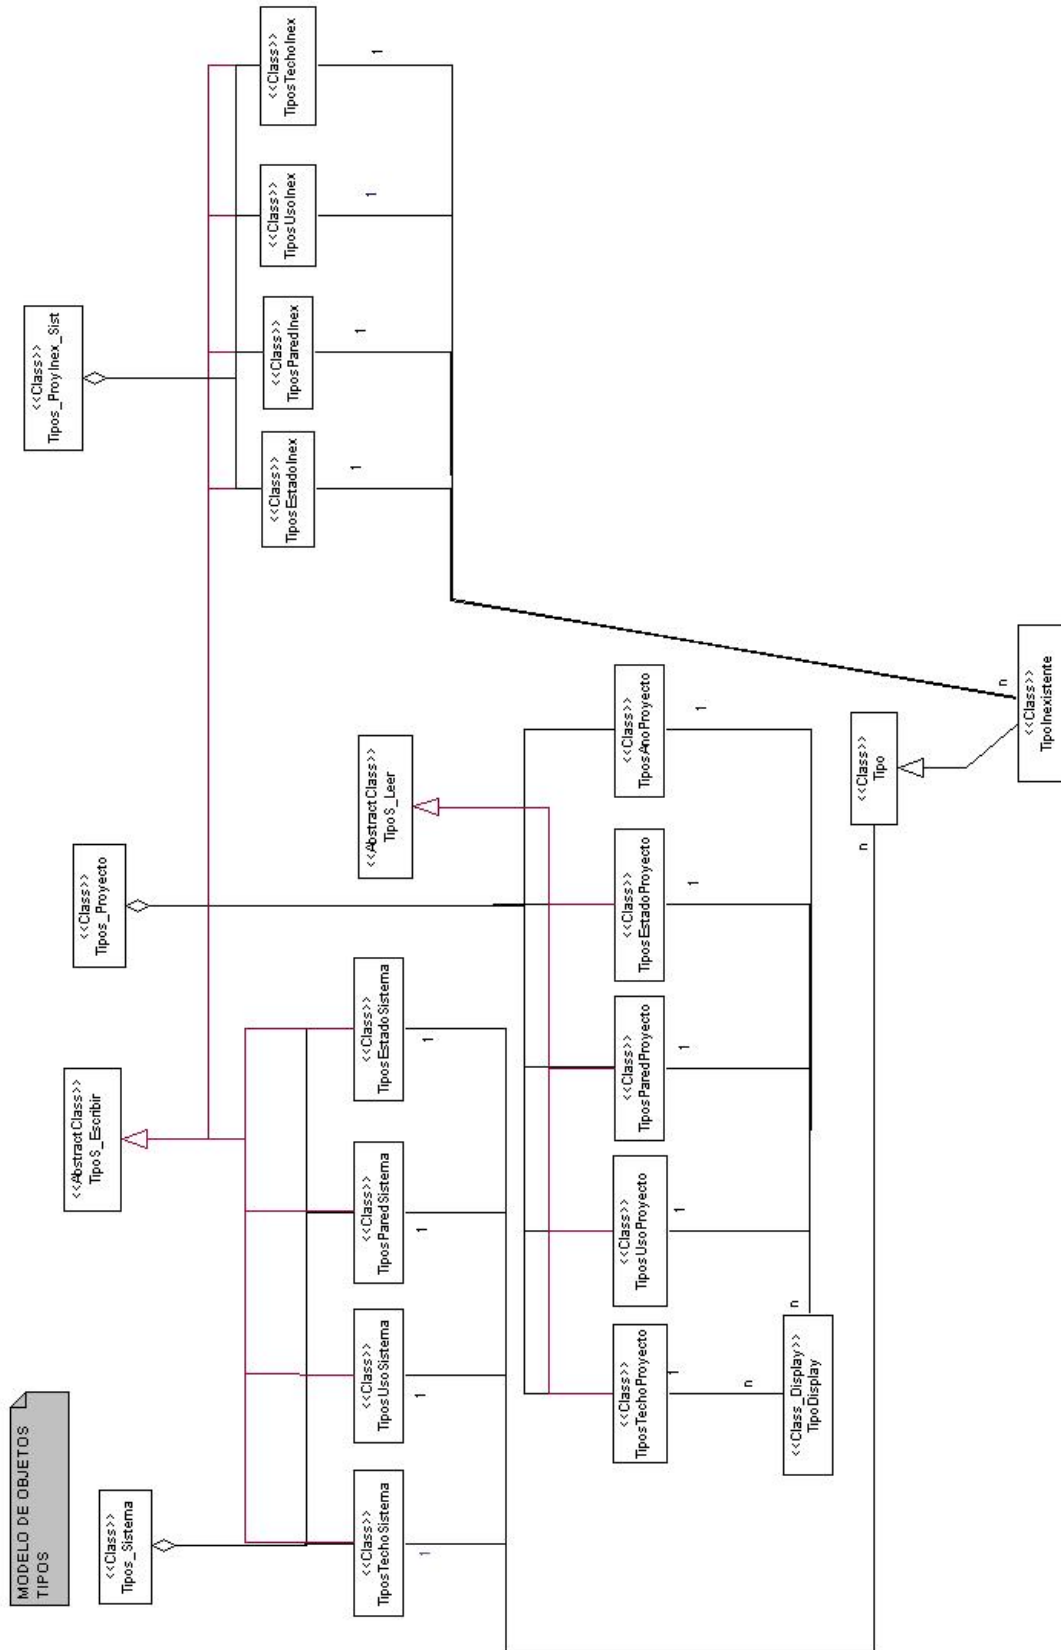 MODELO DE OBJETOS
TIPOS
<<Class>>
Tipos_Sistema
<<AbstractClass>>
TipoS_Escribir
<<Class>>
Tipos_Proyecto
<<Class>>
Tipos_ProyInex_Sist
<<Class>>
TiposTechoSistema
1
<<Class>>
TiposUsoSistema
1
<<Class>>
TiposParedSistema
1
<<Class>>
TiposEstadoSistema
1
<<AbstractClass>>
TipoS_Leer
<<Class>>
TiposEstadoInex
1
<<Class>>
TiposParedInex
1
<<Class>>
TiposUsoInex
1
<<Class>>
TiposTechoInex
1
<<Class>>
TiposTechoProyecto
1
<<Class>>
TiposUsoProyecto
1
<<Class>>
TiposParedProyecto
1
<<Class>>
TiposEstadoProyecto
1
<<Class>>
TiposAnoProyecto
1
n
n
<<Class_Display>>
TipoDisplay
n
<<Class>>
Tipo
n
<<Class>>
TipoInexistente